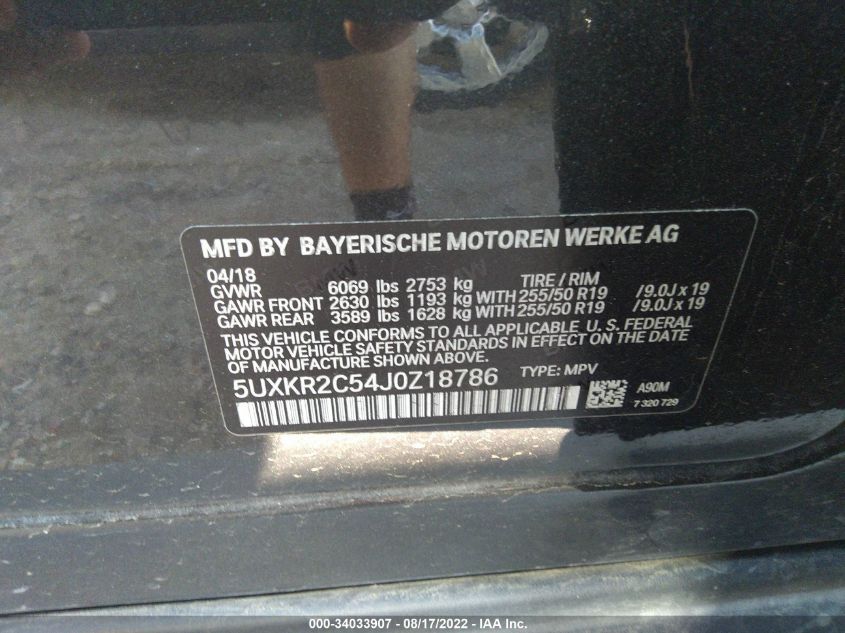 MFD BY BAYERISCHE MOTOREN WERKE AG
04/18 TIRE / RIM
GVWR 6069 lbs 2753 kg
GAWR FRONT 2630 lbs 1193 kg WITH 255/50 R19 /9.0J x 19
GAWR REAR 3589 lbs 1628 kg WITH 255/50 R19 /9.0J x 19
THIS VEHICLE CONFORMS TO ALL APPLICABLE U. S. FEDERAL
MOTOR VEHICLE SAFETY STANDARDS IN EFFECT ON THE DATE
OF MANUFACTURE SHOWN ABOVE.
5UXKR2C54J0Z18786 TYPE: MPV
A90M
7 320 729
000-34033907 - 08/17/2022 - IAA Inc.